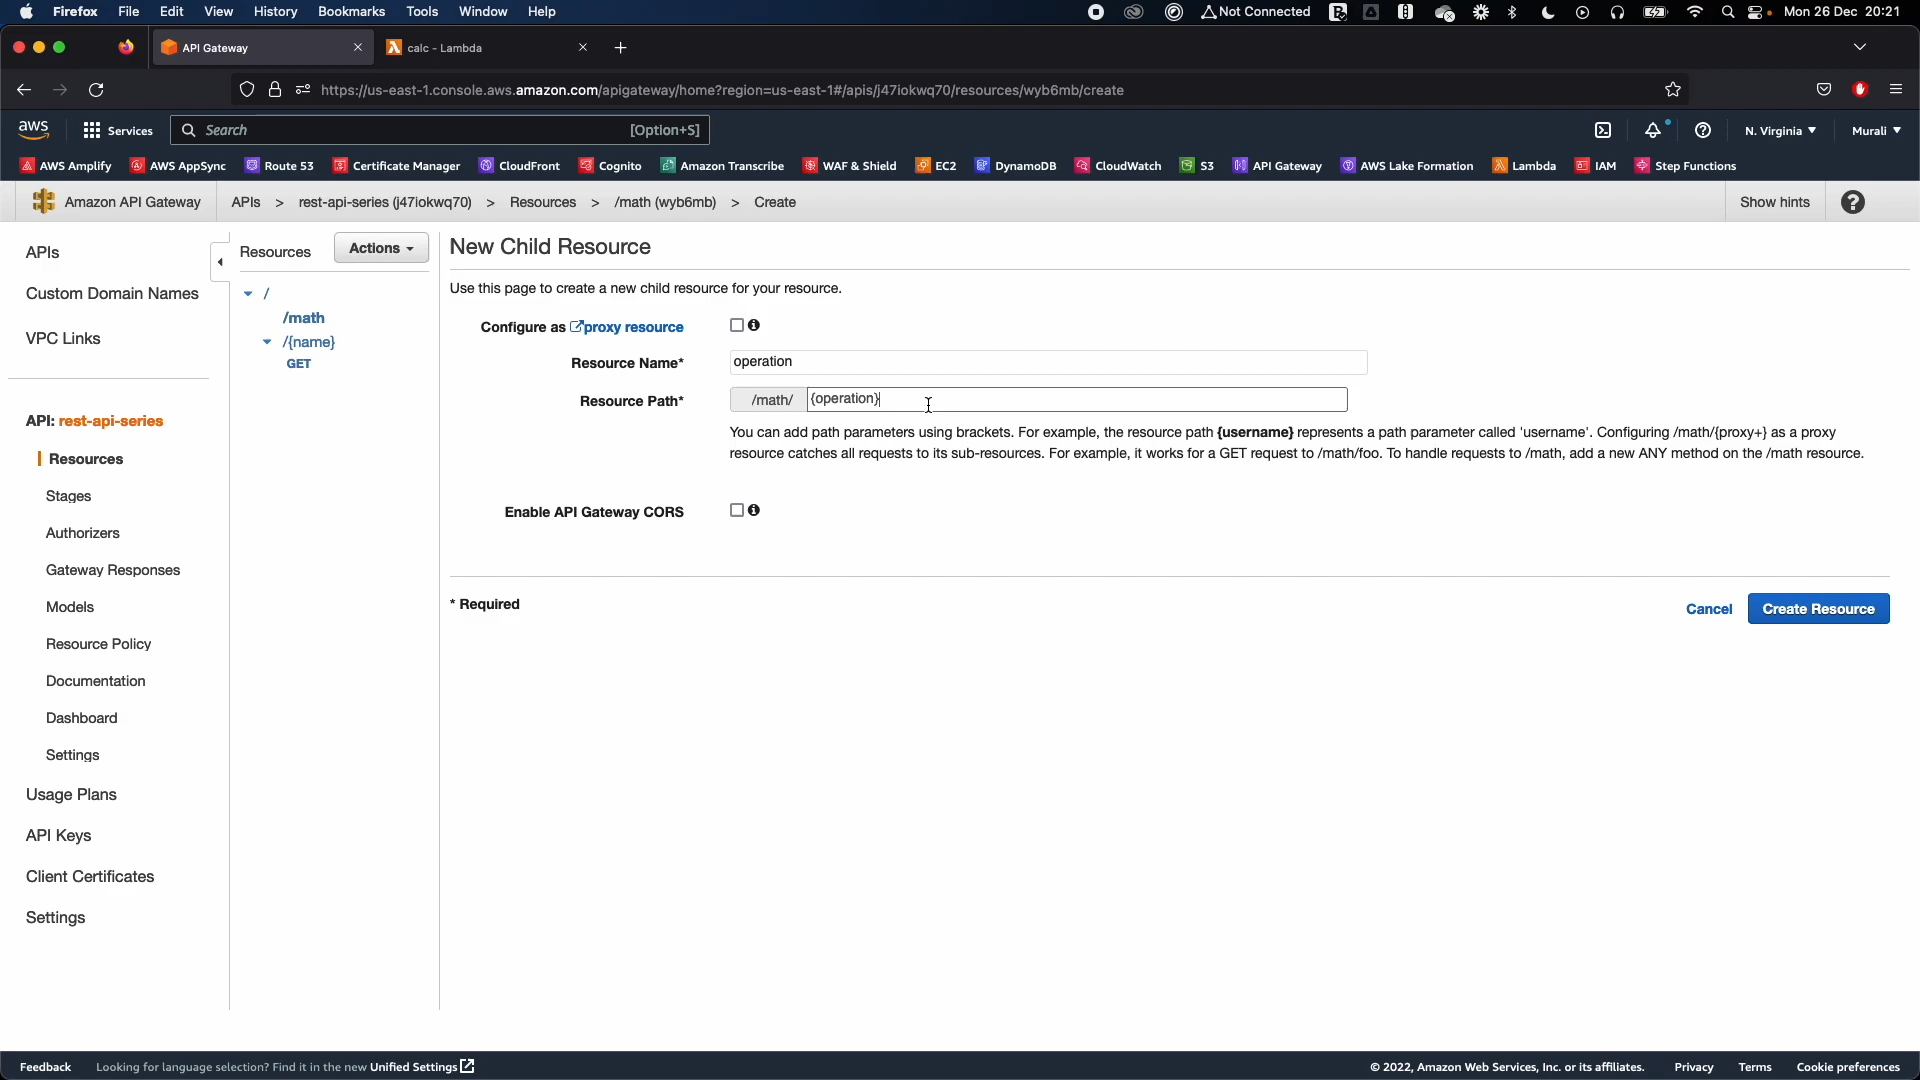 Firefox File Edit View History Bookmarks Tools Window Help Not Connected Mon 26 Dec 20:21
API Gateway calc - Lambda
https://us-east-1.console.aws.amazon.com/apigateway/home?region=us-east-1#/apis/j47iokwq70/resources/wyb6mb/create
aws Services Search [Option+S] N. Virginia Murali
AWS Amplify AWS AppSync Route 53 Certificate Manager CloudFront Cognito Amazon Transcribe WAF & Shield EC2 DynamoDB CloudWatch S3 API Gateway AWS Lake Formation Lambda IAM Step Functions
Amazon API Gateway APIs > rest-api-series (j47iokwq70) > Resources > /math (wyb6mb) > Create Show hints
APIs
Custom Domain Names
VPC Links
API: rest-api-series
Resources
Stages
Authorizers
Gateway Responses
Models
Resource Policy
Documentation
Dashboard
Settings
Usage Plans
API Keys
Client Certificates
Settings
Resources Actions
/
/math
/{name}
GET
New Child Resource
Use this page to create a new child resource for your resource.
Configure as proxy resource
Resource Name* operation
Resource Path* /math/ {operation}
You can add path parameters using brackets. For example, the resource path {username} represents a path parameter called 'username'. Configuring /math/{proxy+} as a proxy
resource catches all requests to its sub-resources. For example, it works for a GET request to /math/foo. To handle requests to /math, add a new ANY method on the /math resource.
Enable API Gateway CORS
* Required Cancel Create Resource
Feedback Looking for language selection? Find it in the new Unified Settings © 2022, Amazon Web Services, Inc. or its affiliates. Privacy Terms Cookie preferences